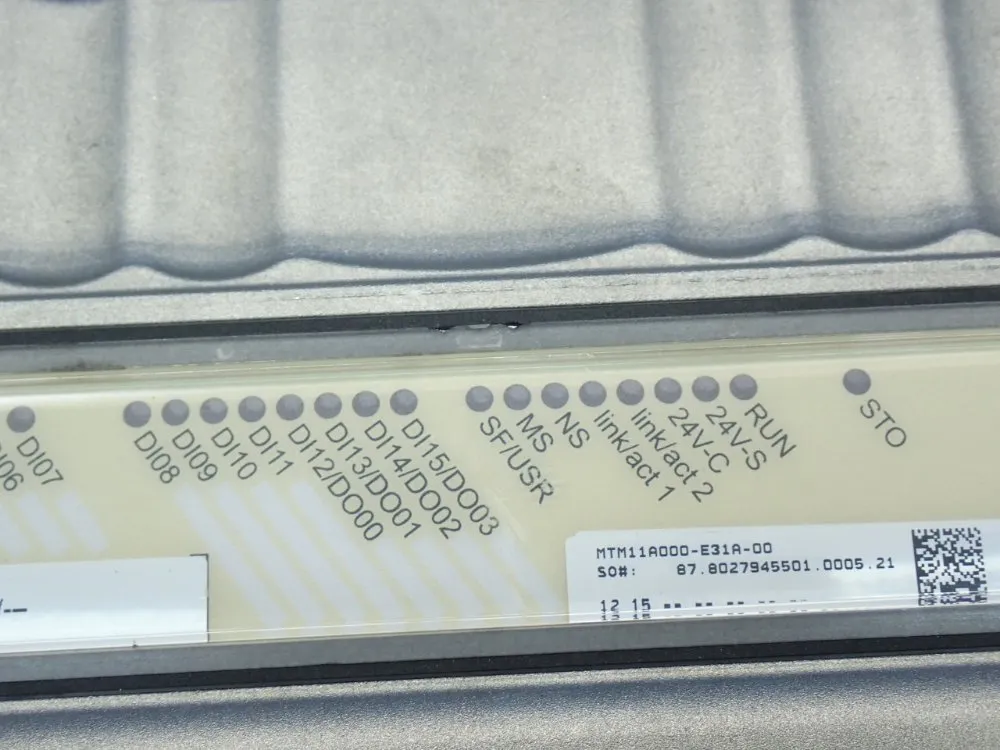 DI07
DI08
DI09
DI10
DI11
DI12/DO00
DI13/DO01
DI14/DO02
DI15/DO03
SF/USR
MS
NS
link/act 1
link/act 2
24V-C
24V-S
RUN
STO
MTM11A000-E31A-00
SO#: 87.8027945501.0005.21
12 15